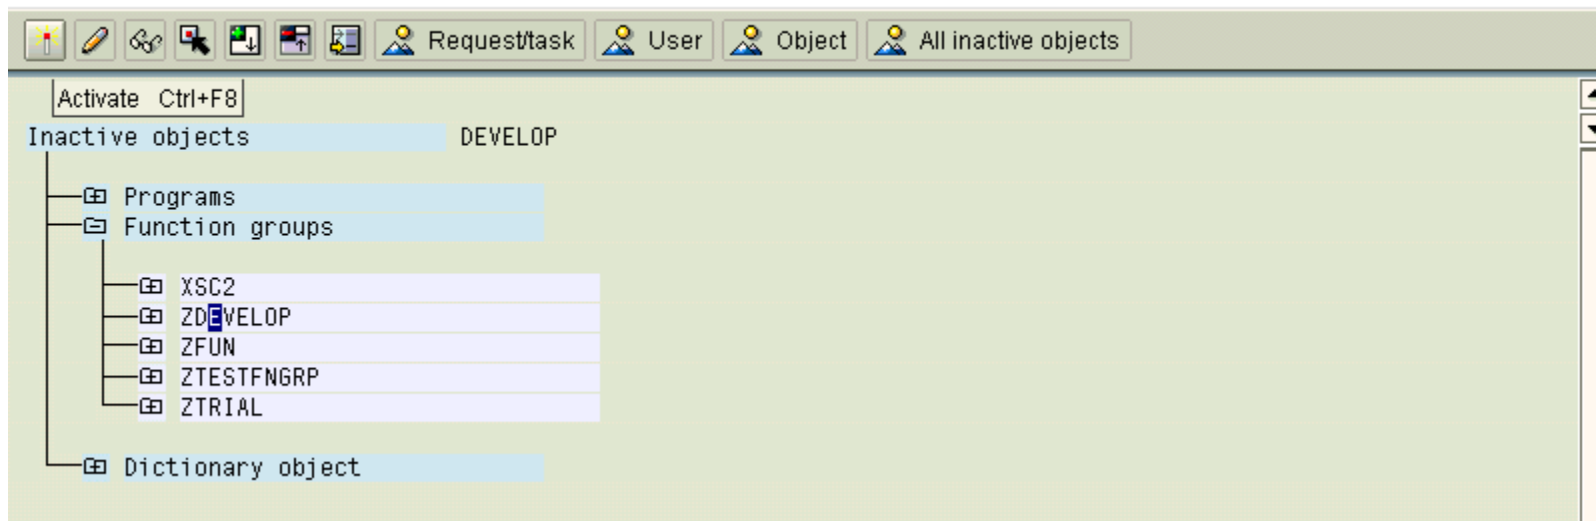 Request/task User Object All inactive objects
Activate Ctrl+F8
Inactive objects DEVELOP
Programs
Function groups
XSC2
ZDEVELOP
ZFUN
ZTESTFNGRP
ZTRIAL
Dictionary object